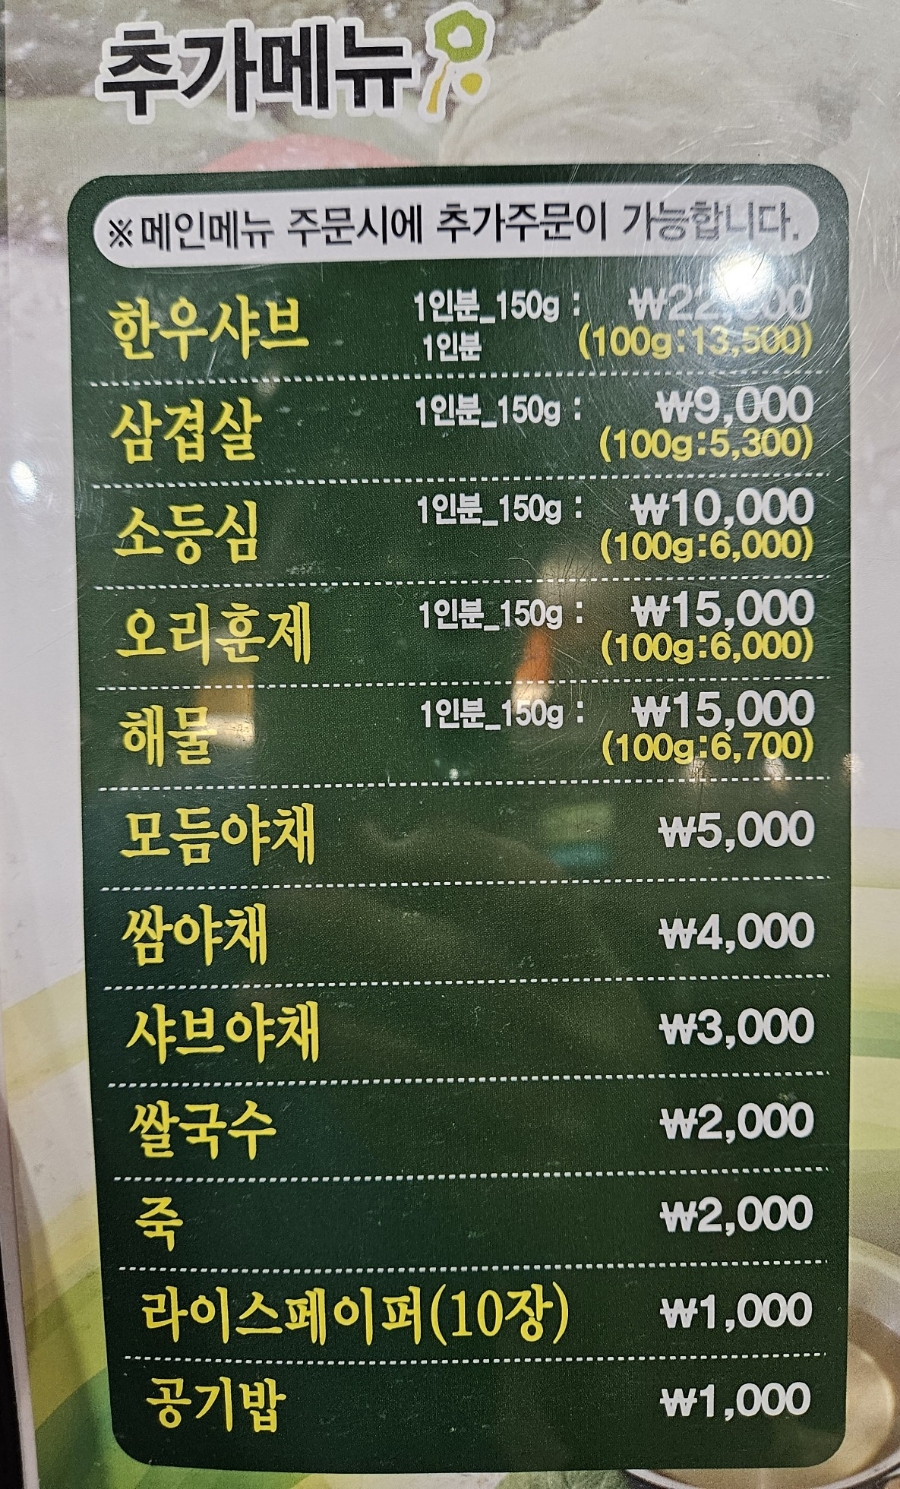 추가메뉴
※메인메뉴 주문시에 추가주문이 가능합니다.
한우샤브 1인분_150g :
1인분 (100g:13,500)
삼겹살 1인분_150g : ₩9,000
(100g:5,300)
소등심 1인분_150g : ₩10,000
(100g:6,000)
오리훈제 1인분_150g : ₩15,000
(100g:6,000)
해물 1인분_150g : ₩15,000
(100g:6,700)
모듬야채 ₩5,000
쌈야채 ₩4,000
샤브야채 ₩3,000
쌀국수 ₩2,000
죽 ₩2,000
라이스페이퍼(10장) ₩1,000
공기밥 ₩1,000